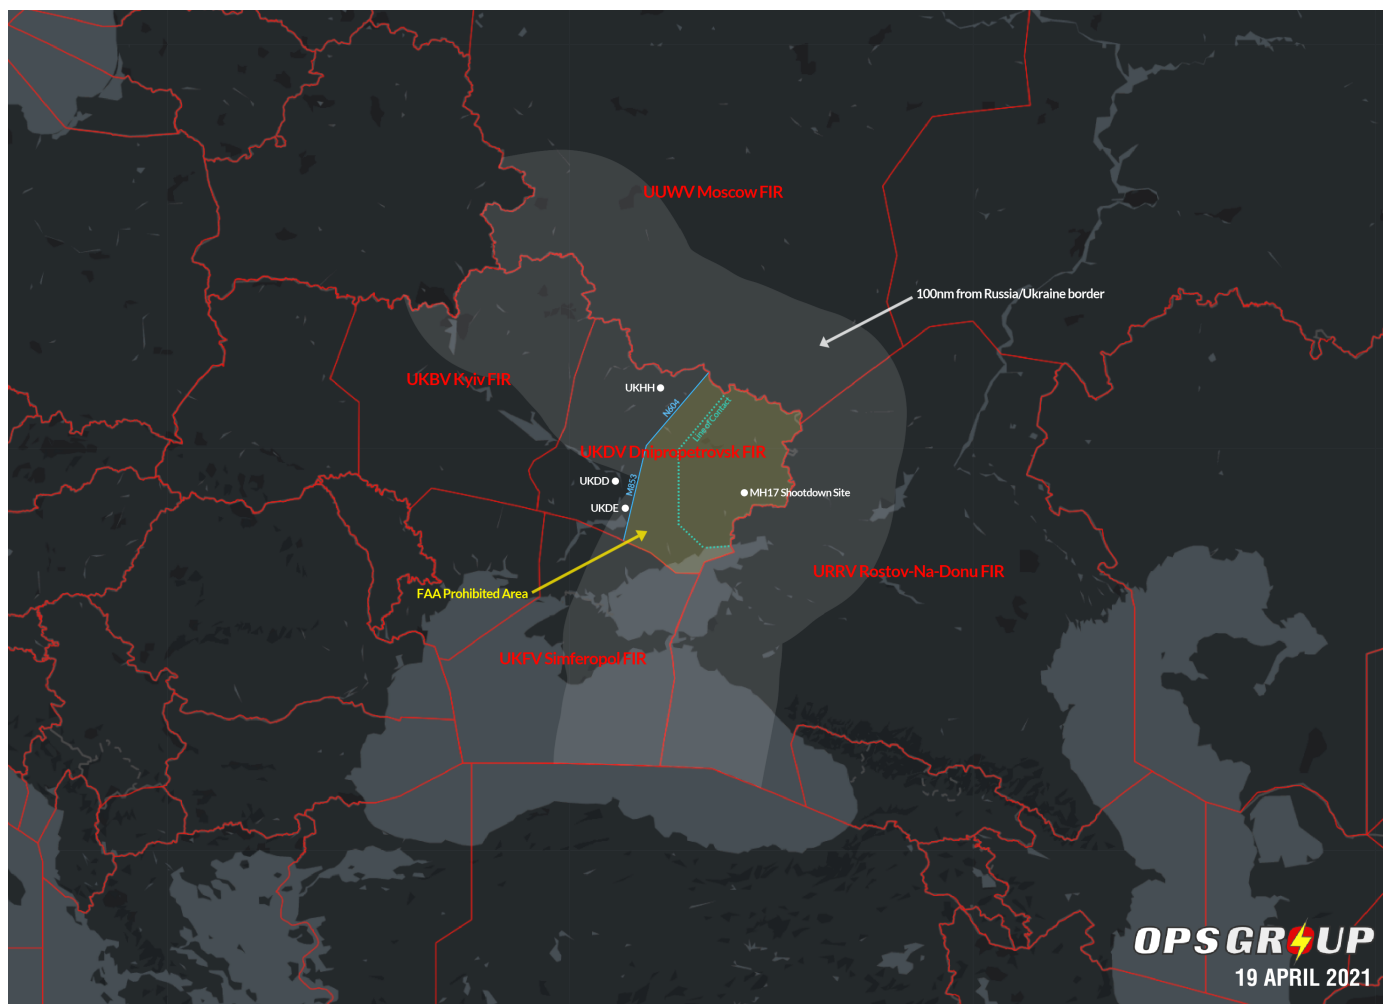 UUWV Moscow FIR
100nm from Russia/Ukraine border
UKBV Kyiv FIR
UKHH
N604
Line of Contact
UKDV Dnipropetrovsk FIR
UKDD
M853
MH17 Shootdown Site
UKDE
URRV Rostov-Na-Donu FIR
FAA Prohibited Area
UKFV Simferopol FIR
OPSGROUP
19 APRIL 2021